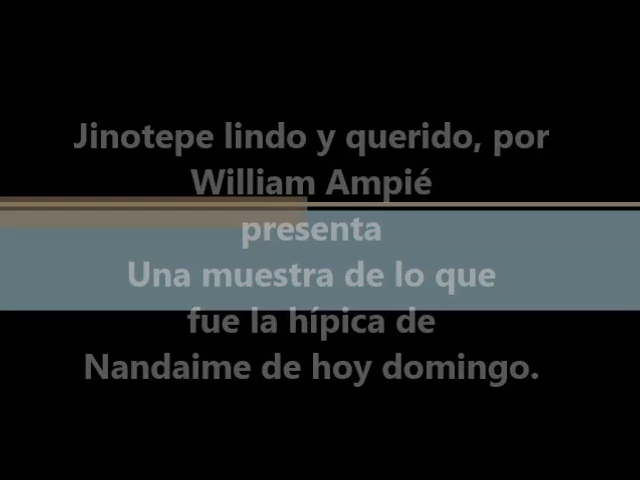 Jinotepe lindo y querido, por
William Ampié
presenta
Una muestra de lo que
fue la hípica de
Nandaime de hoy domingo.